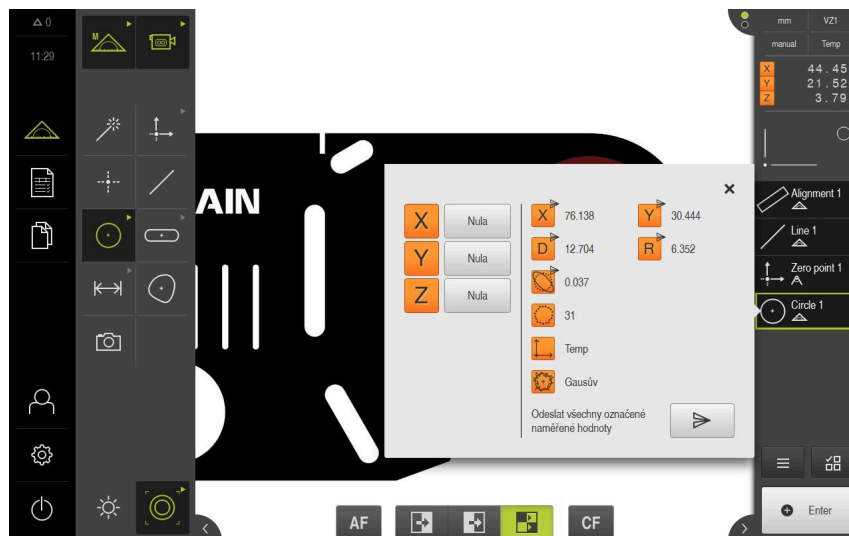 0
11:29
M
AIN
X Nula
Y Nula
Z Nula
X 76.138 Y 30.444
D 12.704 R 6.352
0.037
31
Temp
Gausův
Odeslat všechny označené
naměřené hodnoty
AF
CF
mm VZ1
manual Temp
X 44.45
Y 21.52
Z 3.79
Alignment 1
Line 1
Zero point 1
Circle 1
Enter